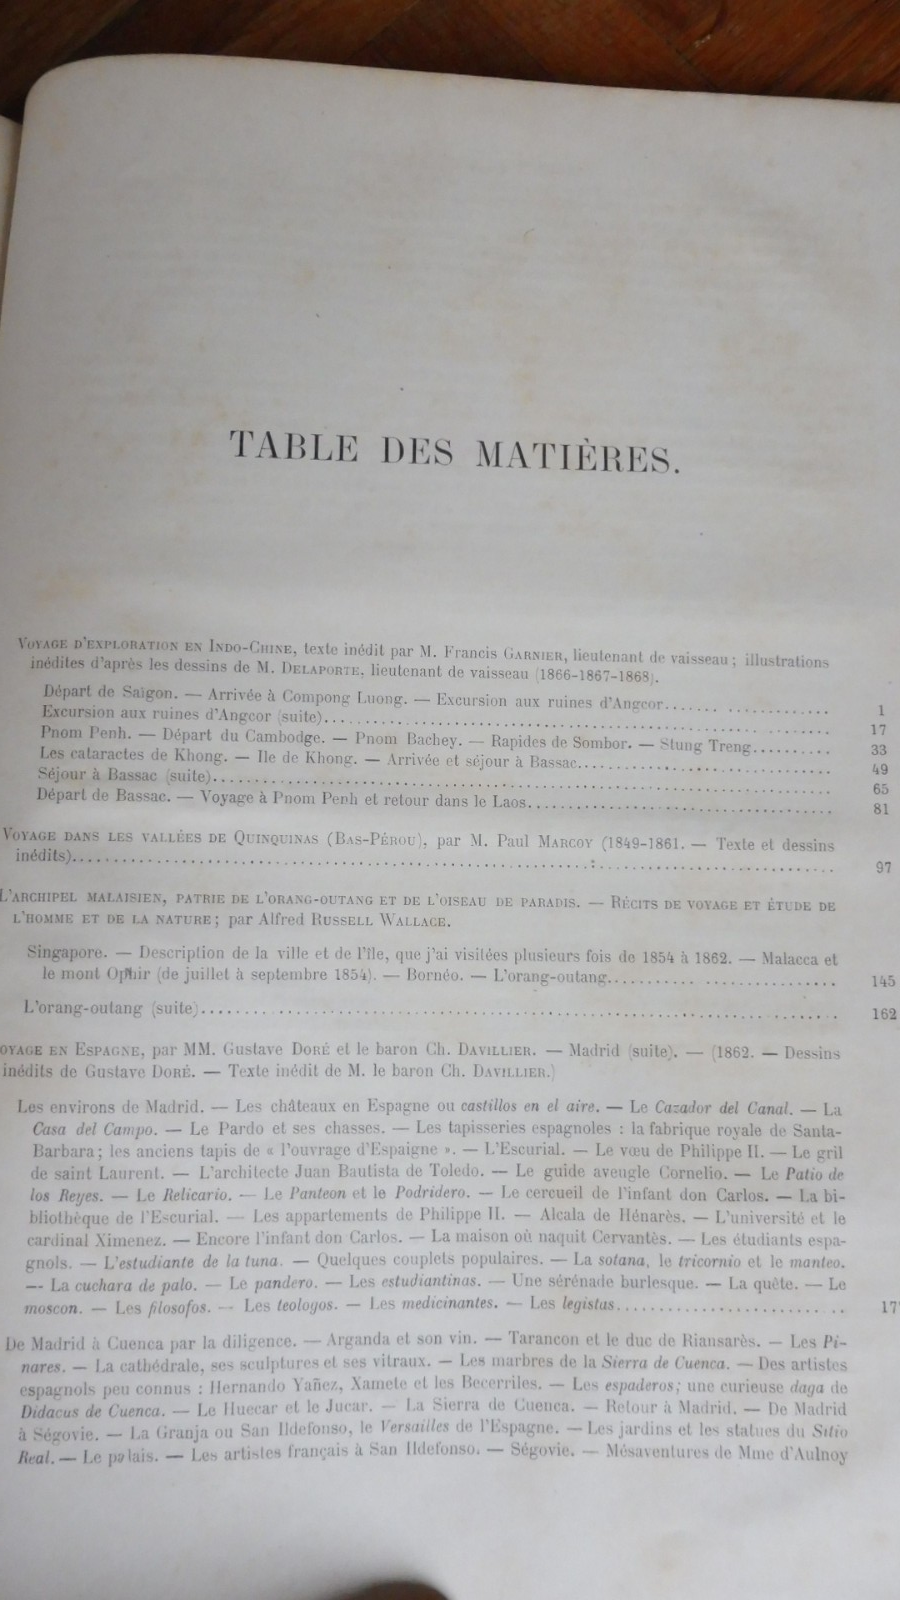 TABLE DES MATIÈRES.
VOYAGE D'EXPLORATION EN INDO-CHINE, texte inédit par M. Francis GARNIER, lieutenant de vaisseau; illustrations
inédites d'après les dessins de M. DELAPORTE, lieutenant de vaisseau (1866-1867-1868).
Départ de Saïgon. — Arrivée à Compong Luong. — Excursion aux ruines d'Angcor.................... 1
Excursion aux ruines d'Angcor (suite)........................................ 17
Pnom Penh. — Départ du Cambodge. — Pnom Bachey. — Rapides de Sombor. — Stung Treng.......... 33
Les cataractes de Khong. — Ile de Khong. — Arrivée et séjour à Bassac.............................. 49
Séjour à Bassac (suite)........................................ 65
Départ de Bassac. — Voyage à Pnom Penh et retour dans le Laos.............................. 81
VOYAGE DANS LES VALLÉES DE QUINQUINAS (BAS-PÉROU), par M. Paul MARCOY (1849-1861. — Texte et dessins
inédits)........................................ 97
L'ARCHIPEL MALAISIEN, PATRIE DE L'ORANG-OUTANG ET DE L'OISEAU DE PARADIS. — RÉCITS DE VOYAGE ET ÉTUDE DE
L'HOMME ET DE LA NATURE; par Alfred RUSSELL WALLACE.
Singapore. — Description de la ville et de l'île, que j'ai visitées plusieurs fois de 1854 à 1862. — Malacca et
le mont Ophir (de juillet à septembre 1854). — Bornéo. — L'orang-outang.......................... 145
L'orang-outang (suite)........................................ 162
OYAGE EN ESPAGNE, par MM. Gustave DORÉ et le baron Ch. DAVILLIER. — Madrid (suite). — (1862. — Dessins
inédits de Gustave DORÉ. — Texte inédit de M. le baron Ch. DAVILLIER.)
Les environs de Madrid. — Les châteaux en Espagne ou castillos en el aire. — Le Cazador del Canal. — La
Casa del Campo. — Le Pardo et ses chasses. — Les tapisseries espagnoles : la fabrique royale de Santa-
Barbara; les anciens tapis de « l'ouvrage d'Espaigne ». — L'Escurial. — Le vœu de Philippe II. — Le gril
de saint Laurent. — L'architecte Juan Bautista de Toledo. — Le guide aveugle Cornelio. — Le Patio de
los Reyes. — Le Relicario. — Le Panteon et le Podridero. — Le cercueil de l'infant don Carlos. — La bi-
bliothèque de l'Escurial. — Les appartements de Philippe II. — Alcala de Hénarès. — L'université et le
cardinal Ximenez. — Encore l'infant don Carlos. — La maison où naquit Cervantès. — Les étudiants espa-
gnols. — L'estudiante de la tuna. — Quelques couplets populaires. — La sotana, le tricornio et le manteo.
— La cuchara de palo. — Le pandero. — Les estudiantinas. — Une sérénade burlesque. — La quête. — Le
moscon. — Les filosofos. — Les teologos. — Les medicinantes. — Les legistas.......................... 17
De Madrid à Cuenca par la diligence. — Arganda et son vin. — Tarancon et le duc de Riansarès. — Les Pi-
nares. — La cathédrale, ses sculptures et ses vitraux. — Les marbres de la Sierra de Cuenca. — Des artistes
espagnols peu connus : Hernando Yañez, Xamete et les Becerriles. — Les espaderos; une curieuse daga de
Didacus de Cuenca. — Le Huecar et le Jucar. — La Sierra de Cuenca. — Retour à Madrid. — De Madrid
à Ségovie. — La Granja ou San Ildefonso, le Versailles de l'Espagne. — Les jardins et les statues du Sitio
Real. — Le palais. — Les artistes français à San Ildefonso. — Ségovie. — Mésaventures de Mme d'Aulnoy